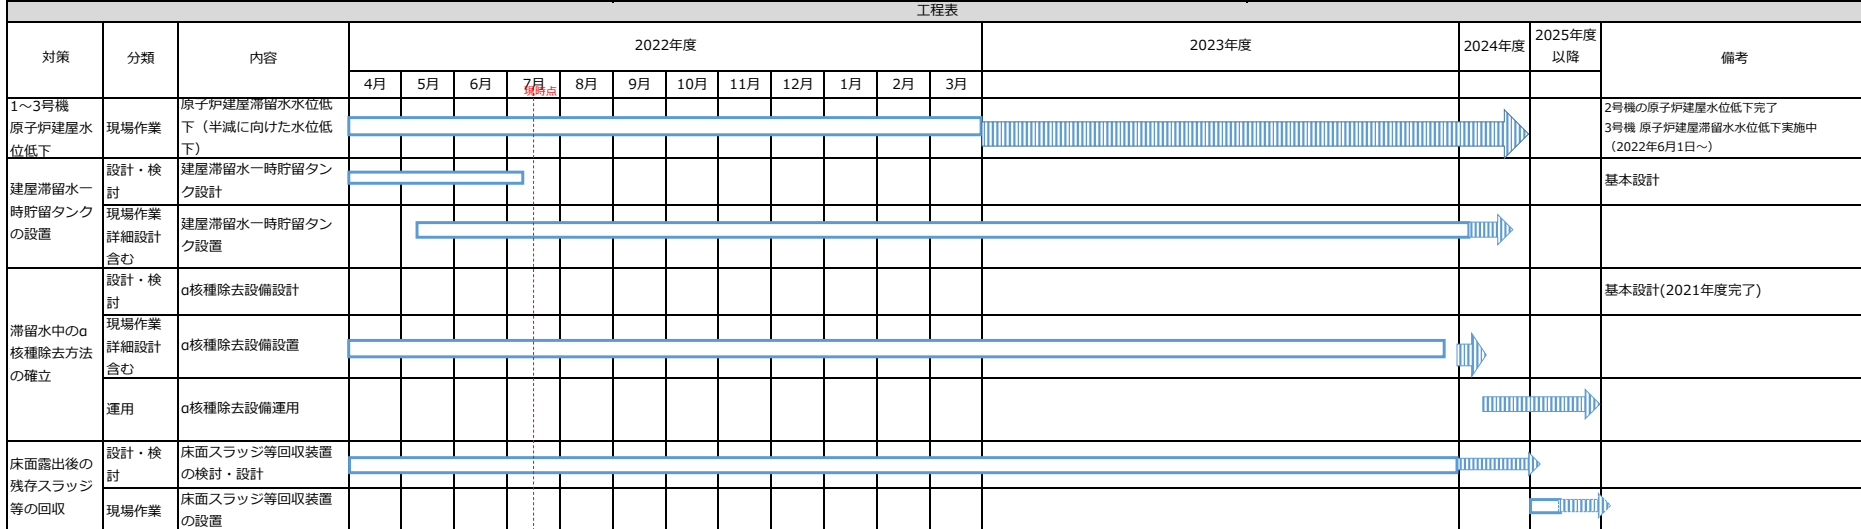 工程表
対策
分類
内容
2022年度
2023年度
2024年度
2025年度
以降
備考
4月
5月
6月
7月
8月
9月
10月
11月
12月
1月
2月
3月
現時点
1～3号機
原子炉建屋水
位低下
現場作業
原子炉建屋滞留水水位低
下（半減に向けた水位低
下）
2号機の原子炉建屋水位低下完了
3号機 原子炉建屋滞留水水位低下実施中
（2022年6月1日～）
建屋滞留水一
時貯留タンク
の設置
設計・検
討
建屋滞留水一時貯留タン
ク設計
基本設計
現場作業
詳細設計
含む
建屋滞留水一時貯留タン
ク設置
滞留水中のα
核種除去方法
の確立
設計・検
討
α核種除去設備設計
基本設計(2021年度完了)
現場作業
詳細設計
含む
α核種除去設備設置
運用
α核種除去設備運用
床面露出後の
残存スラッジ
等の回収
設計・検
討
床面スラッジ等回収装置
の検討・設計
現場作業
床面スラッジ等回収装置
の設置